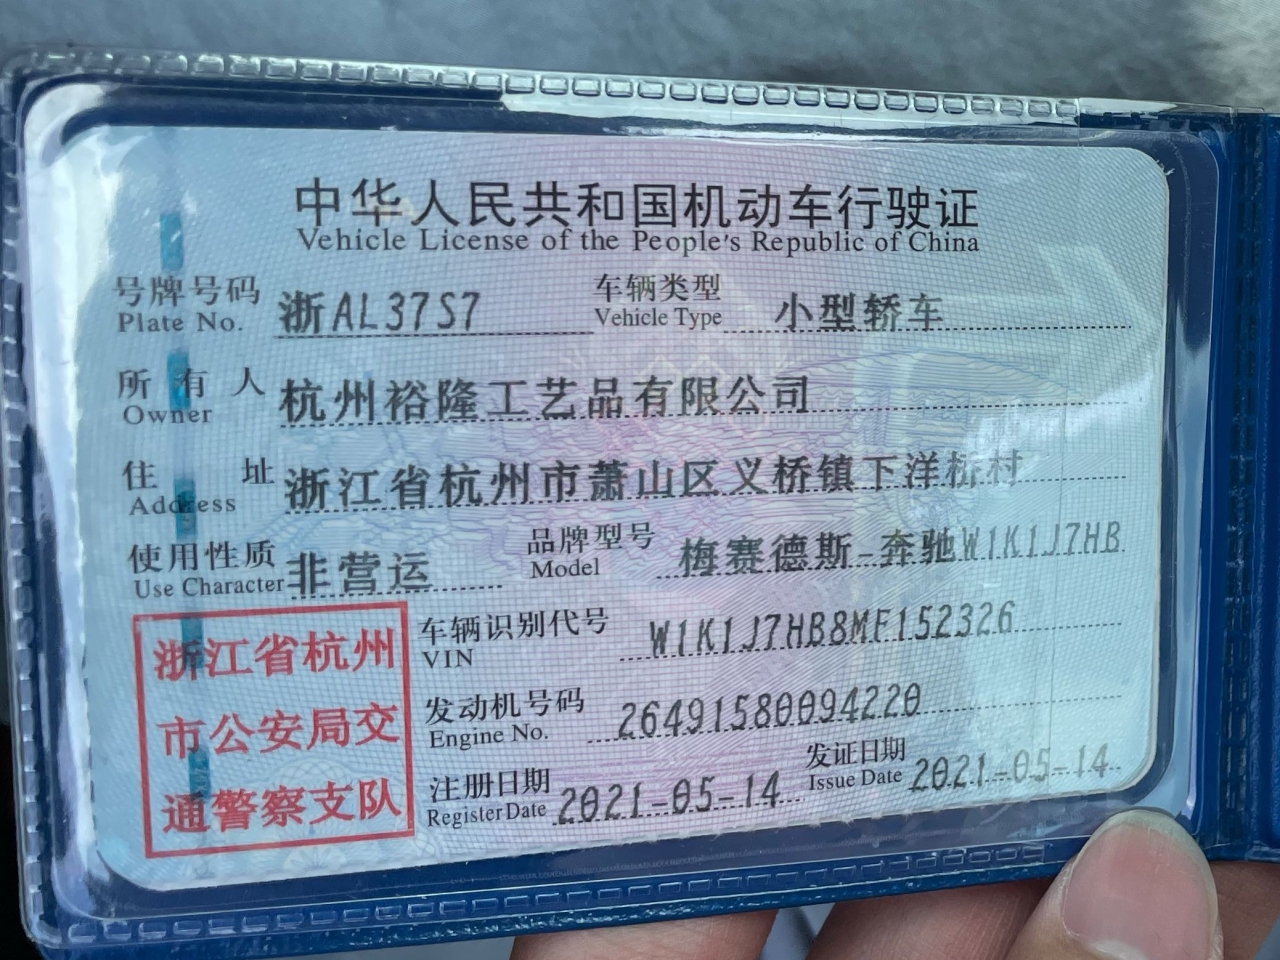 中华人民共和国机动车行驶证
Vehicle License of the People's Republic of China
号牌号码 浙AL37S7 车辆类型 小型轿车
Plate No. Vehicle Type
所有人 杭州裕隆工艺品有限公司
Owner
住址 浙江省杭州市萧山区义桥镇下洋桥村
Address
使用性质 非营运 品牌型号 梅赛德斯-奔驰W1K1J7HB
Use Character Model
车辆识别代号 W1K1J7HB8MF152326
VIN
发动机号码 26491580094220
Engine No.
注册日期 2021-05-14 发证日期 2021-05-14
Register Date Issue Date
浙江省杭州
市公安局交
通警察支队